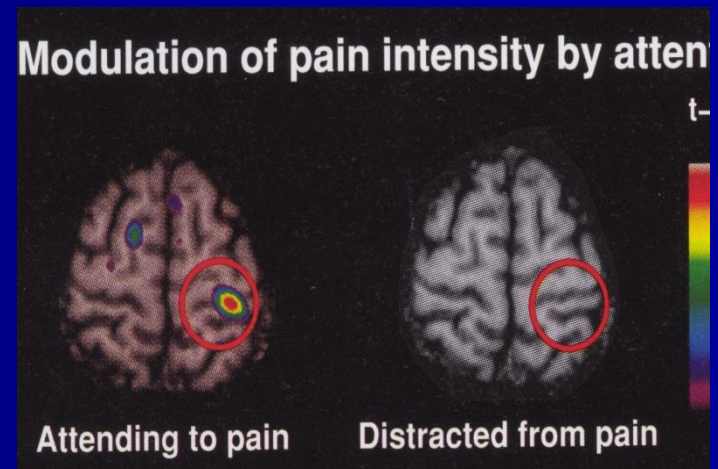 Modulation of pain intensity by atten
t–
Attending to pain
Distracted from pain